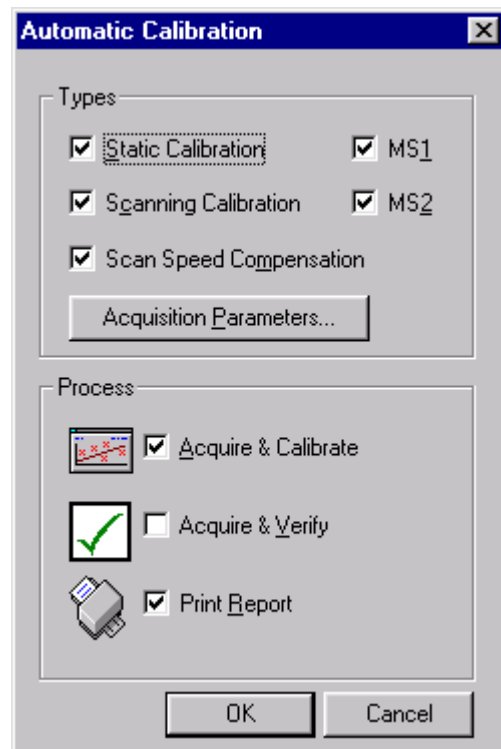 Automatic Calibration
Types
Static Calibration
MS1
Scanning Calibration
MS2
Scan Speed Compensation
Acquisition Parameters...
Process
Acquire & Calibrate
Acquire & Verify
Print Report
OK
Cancel